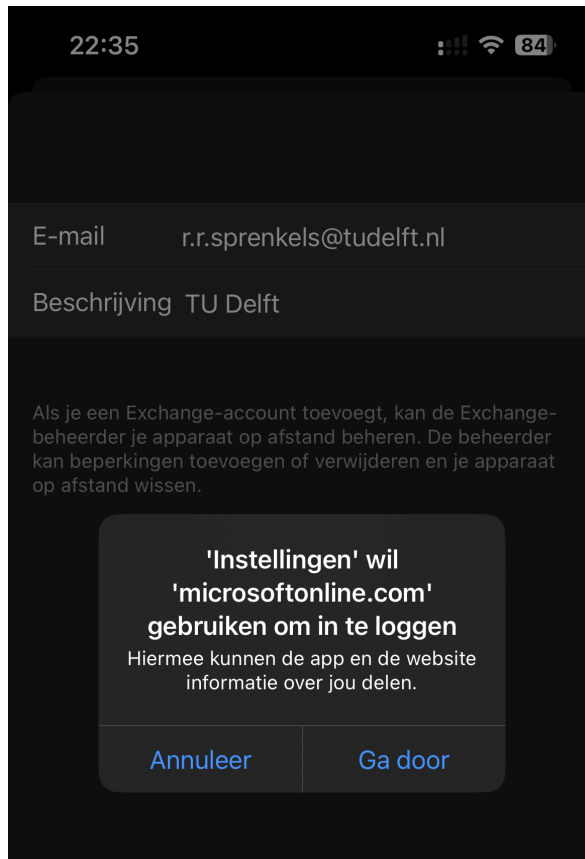 22:35
84
E-mail r.r.sprenkels@tudelft.nl
Beschrijving TU Delft
Als je een Exchange-account toevoegt, kan de Exchange-
beheerder je apparaat op afstand beheren. De beheerder
kan beperkingen toevoegen of verwijderen en je apparaat
op afstand wissen.
'Instellingen' wil
'microsoftonline.com'
gebruiken om in te loggen
Hiermee kunnen de app en de website
informatie over jou delen.
Annuleer Ga door